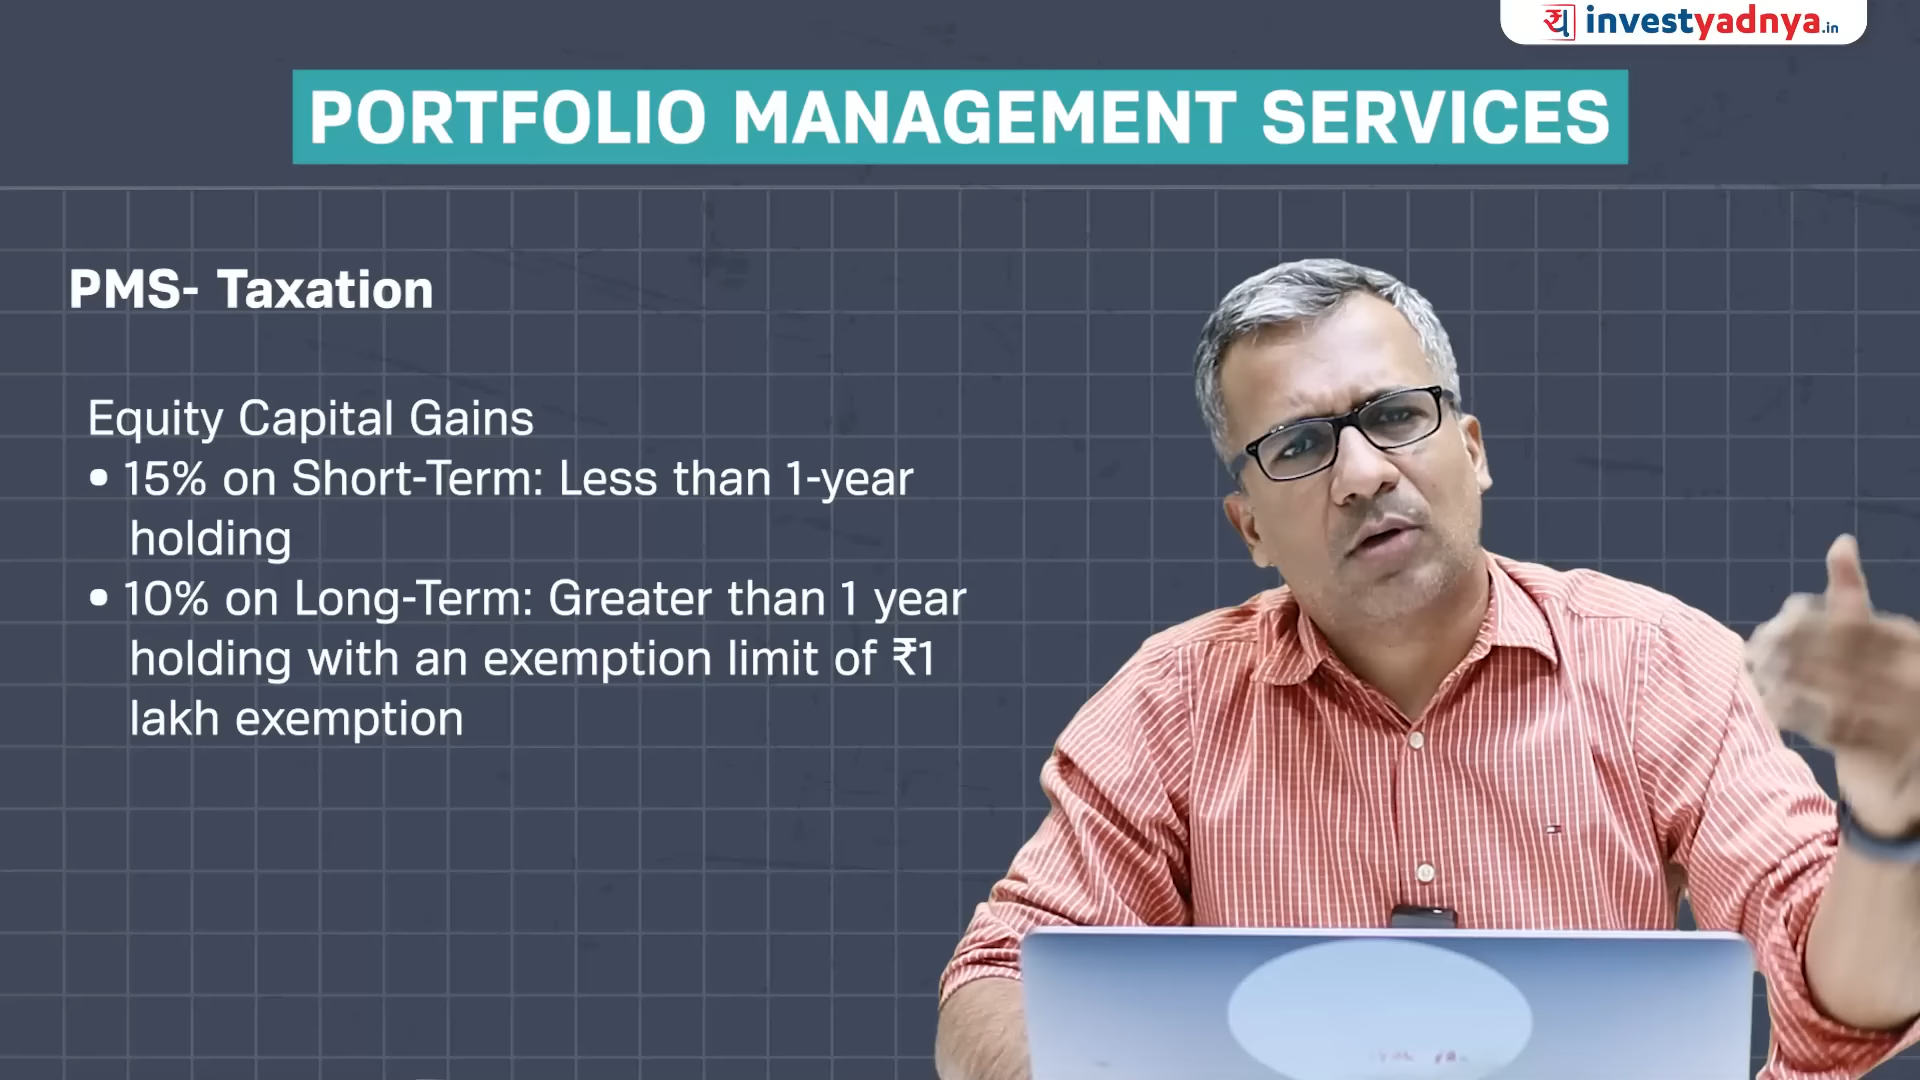 investyadnya.in
PORTFOLIO MANAGEMENT SERVICES
PMS- Taxation
Equity Capital Gains
• 15% on Short-Term: Less than 1-year
holding
• 10% on Long-Term: Greater than 1 year
holding with an exemption limit of ₹1
lakh exemption